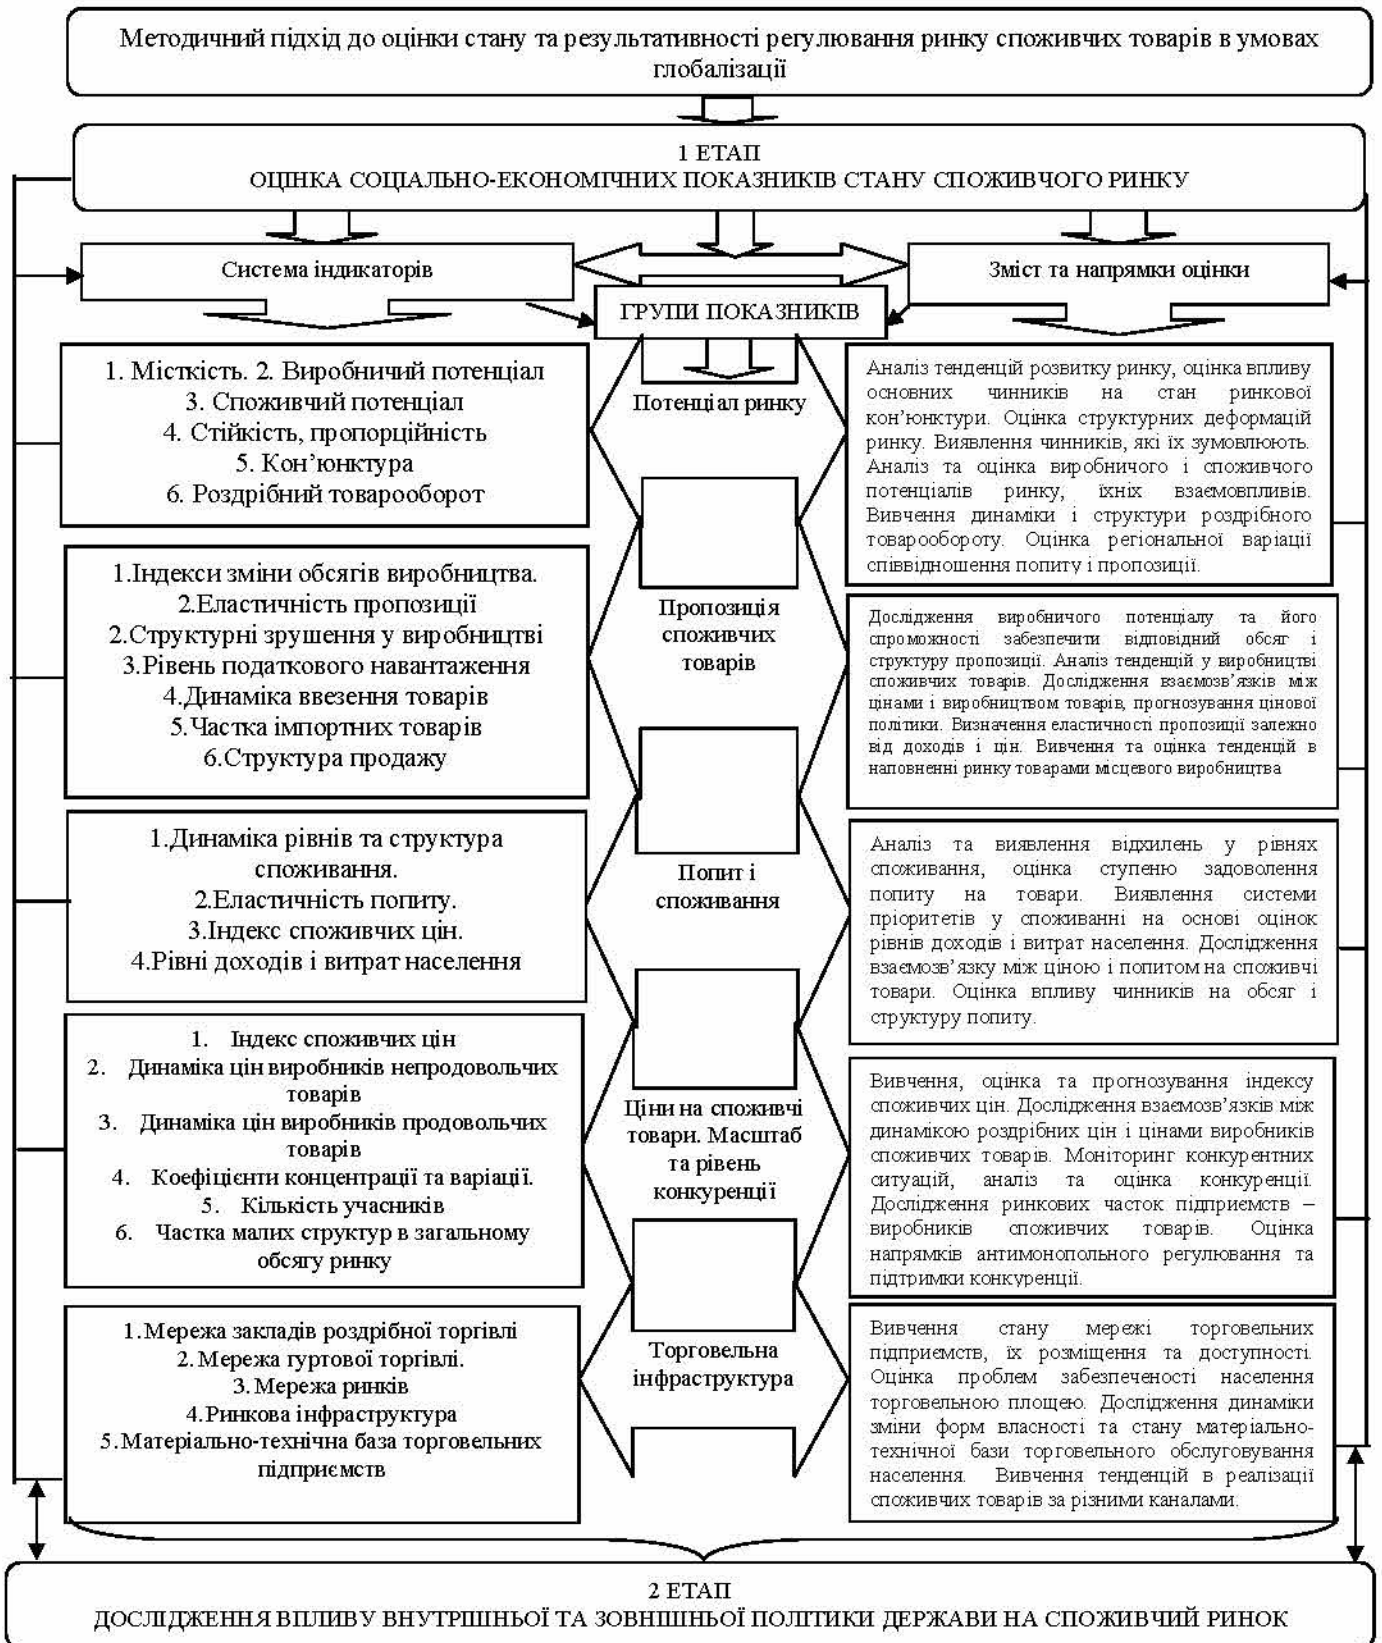 Методичний підхід до оцінки стану та результативності регулювання ринку споживчих товарів в умовах
глобалізації
1 ЕТАП
ОЦІНКА СОЦІАЛЬНО-ЕКОНОМІЧНИХ ПОКАЗНИКІВ СТАНУ СПОЖИВЧОГО РИНКУ
Система індикаторів
Зміст та напрямки оцінки
ГРУПИ ПОКАЗНИКІВ
1. Місткість. 2. Виробничий потенціал
3. Споживчий потенціал
4. Стійкість, пропорційність
5. Кон’юнктура
6. Роздрібний товарооборот
Потенціал ринку
Аналіз тенденцій розвитку ринку, оцінка впливу
основних чинників на стан ринкової
кон’юнктури. Оцінка структурних деформацій
ринку. Виявлення чинників, які їх зумовлюють.
Аналіз та оцінка виробничого і споживчого
потенціалів ринку, їхніх взаємовпливів.
Вивчення динаміки і структури роздрібного
товарообороту. Оцінка регіональної варіації
співвідношення попиту і пропозиції.
1.Індекси зміни обсягів виробництва.
2.Еластичність пропозиції
2.Структурні зрушення у виробництві
3.Рівень податкового навантаження
4.Динаміка ввезення товарів
5.Частка імпортних товарів
6.Структура продажу
Пропозиція
споживчих
товарів
Дослідження виробничого потенціалу та його
спроможності забезпечити відповідний обсяг і
структуру пропозиції. Аналіз тенденцій у виробництві
споживчих товарів. Дослідження взаємозв’язків між
цінами і виробництвом товарів, прогнозування цінової
політики. Визначення еластичності пропозиції залежно
від доходів і цін. Вивчення та оцінка тенденцій в
наповненні ринку товарами місцевого виробництва
1.Динаміка рівнів та структура
споживання.
2.Еластичність попиту.
3.Індекс споживчих цін.
4.Рівні доходів і витрат населення
Попит і
споживання
Аналіз та виявлення відхилень у рівнях
споживання, оцінка ступеню задоволення
попиту на товари. Виявлення системи
пріоритетів у споживанні на основі оцінок
рівнів доходів і витрат населення. Дослідження
взаємозв’язку між ціною і попитом на споживчі
товари. Оцінка впливу чинників на обсяг і
структуру попиту.
1. Індекс споживчих цін
2. Динаміка цін виробників непродовольчих
товарів
3. Динаміка цін виробників продовольчих
товарів
4. Коефіцієнти концентрації та варіації.
5. Кількість учасників
6. Частка малих структур в загальному
обсягу ринку
Ціни на споживчі
товари. Масштаб
та рівень
конкуренції
Вивчення, оцінка та прогнозування індексу
споживчих цін. Дослідження взаємозв’язків між
динамікою роздрібних цін і цінами виробників
споживчих товарів. Моніторинг конкурентних
ситуацій, аналіз та оцінка конкуренції.
Дослідження ринкових часток підприємств –
виробників споживчих товарів. Оцінка
напрямків антимонопольного регулювання та
підтримки конкуренції.
1.Мережа закладів роздрібної торгівлі
2.Мережа гуртової торгівлі.
3.Мережа ринків
4.Ринкова інфраструктура
5.Матеріально-технічна база торговельних
підприємств
Торговельна
інфраструктура
Вивчення стану мережі торговельних
підприємств, їх розміщення та доступності.
Оцінка проблем забезпеченості населення
торговельною площею. Дослідження динаміки
зміни форм власності та стану матеріально-
технічної бази торговельного обслуговування
населення. Вивчення тенденцій в реалізації
споживчих товарів за різними каналами.
2 ЕТАП
ДОСЛІДЖЕННЯ ВПЛИВУ ВНУТРІШНЬОЇ ТА ЗОВНІШНЬОЇ ПОЛІТИКИ ДЕРЖАВИ НА СПОЖИВЧИЙ РИНОК